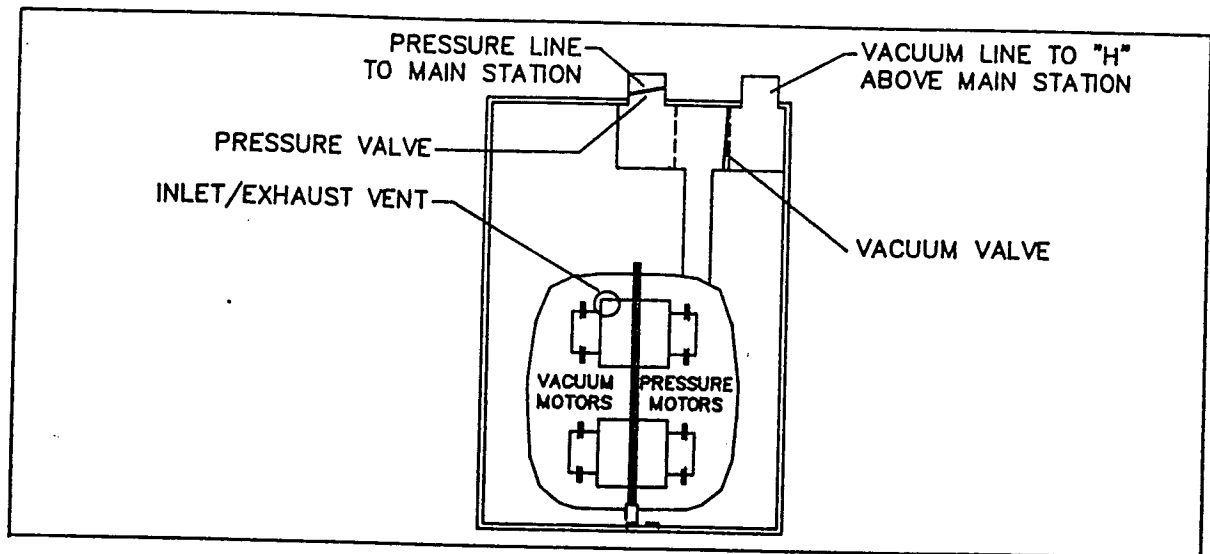 PRESSURE LINE
TO MAIN STATION
VACUUM LINE TO "H"
ABOVE MAIN STATION
PRESSURE VALVE
INLET/EXHAUST VENT
VACUUM VALVE
VACUUM
MOTORS
PRESSURE
MOTORS